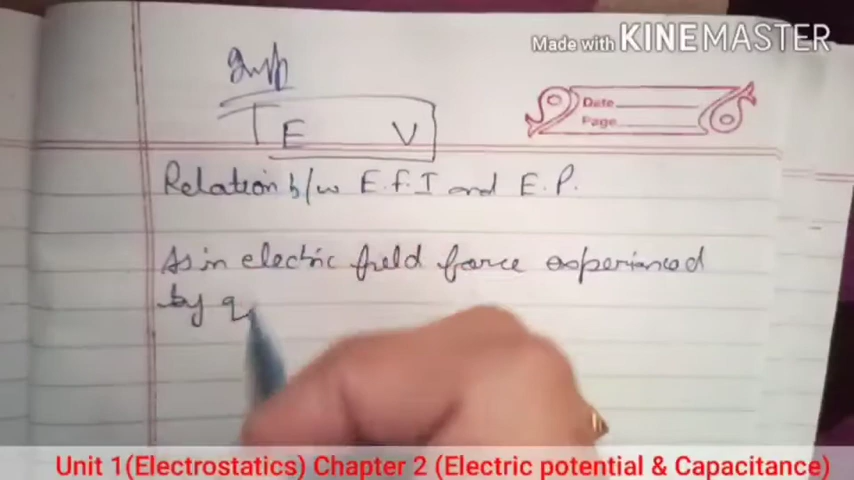 Made with KINEMASTER
Imp
Date
Page
E V
Relation b/w E.f.I and E.P.
As in electric field force experienced
by q
Unit 1(Electrostatics) Chapter 2 (Electric potential & Capacitance)